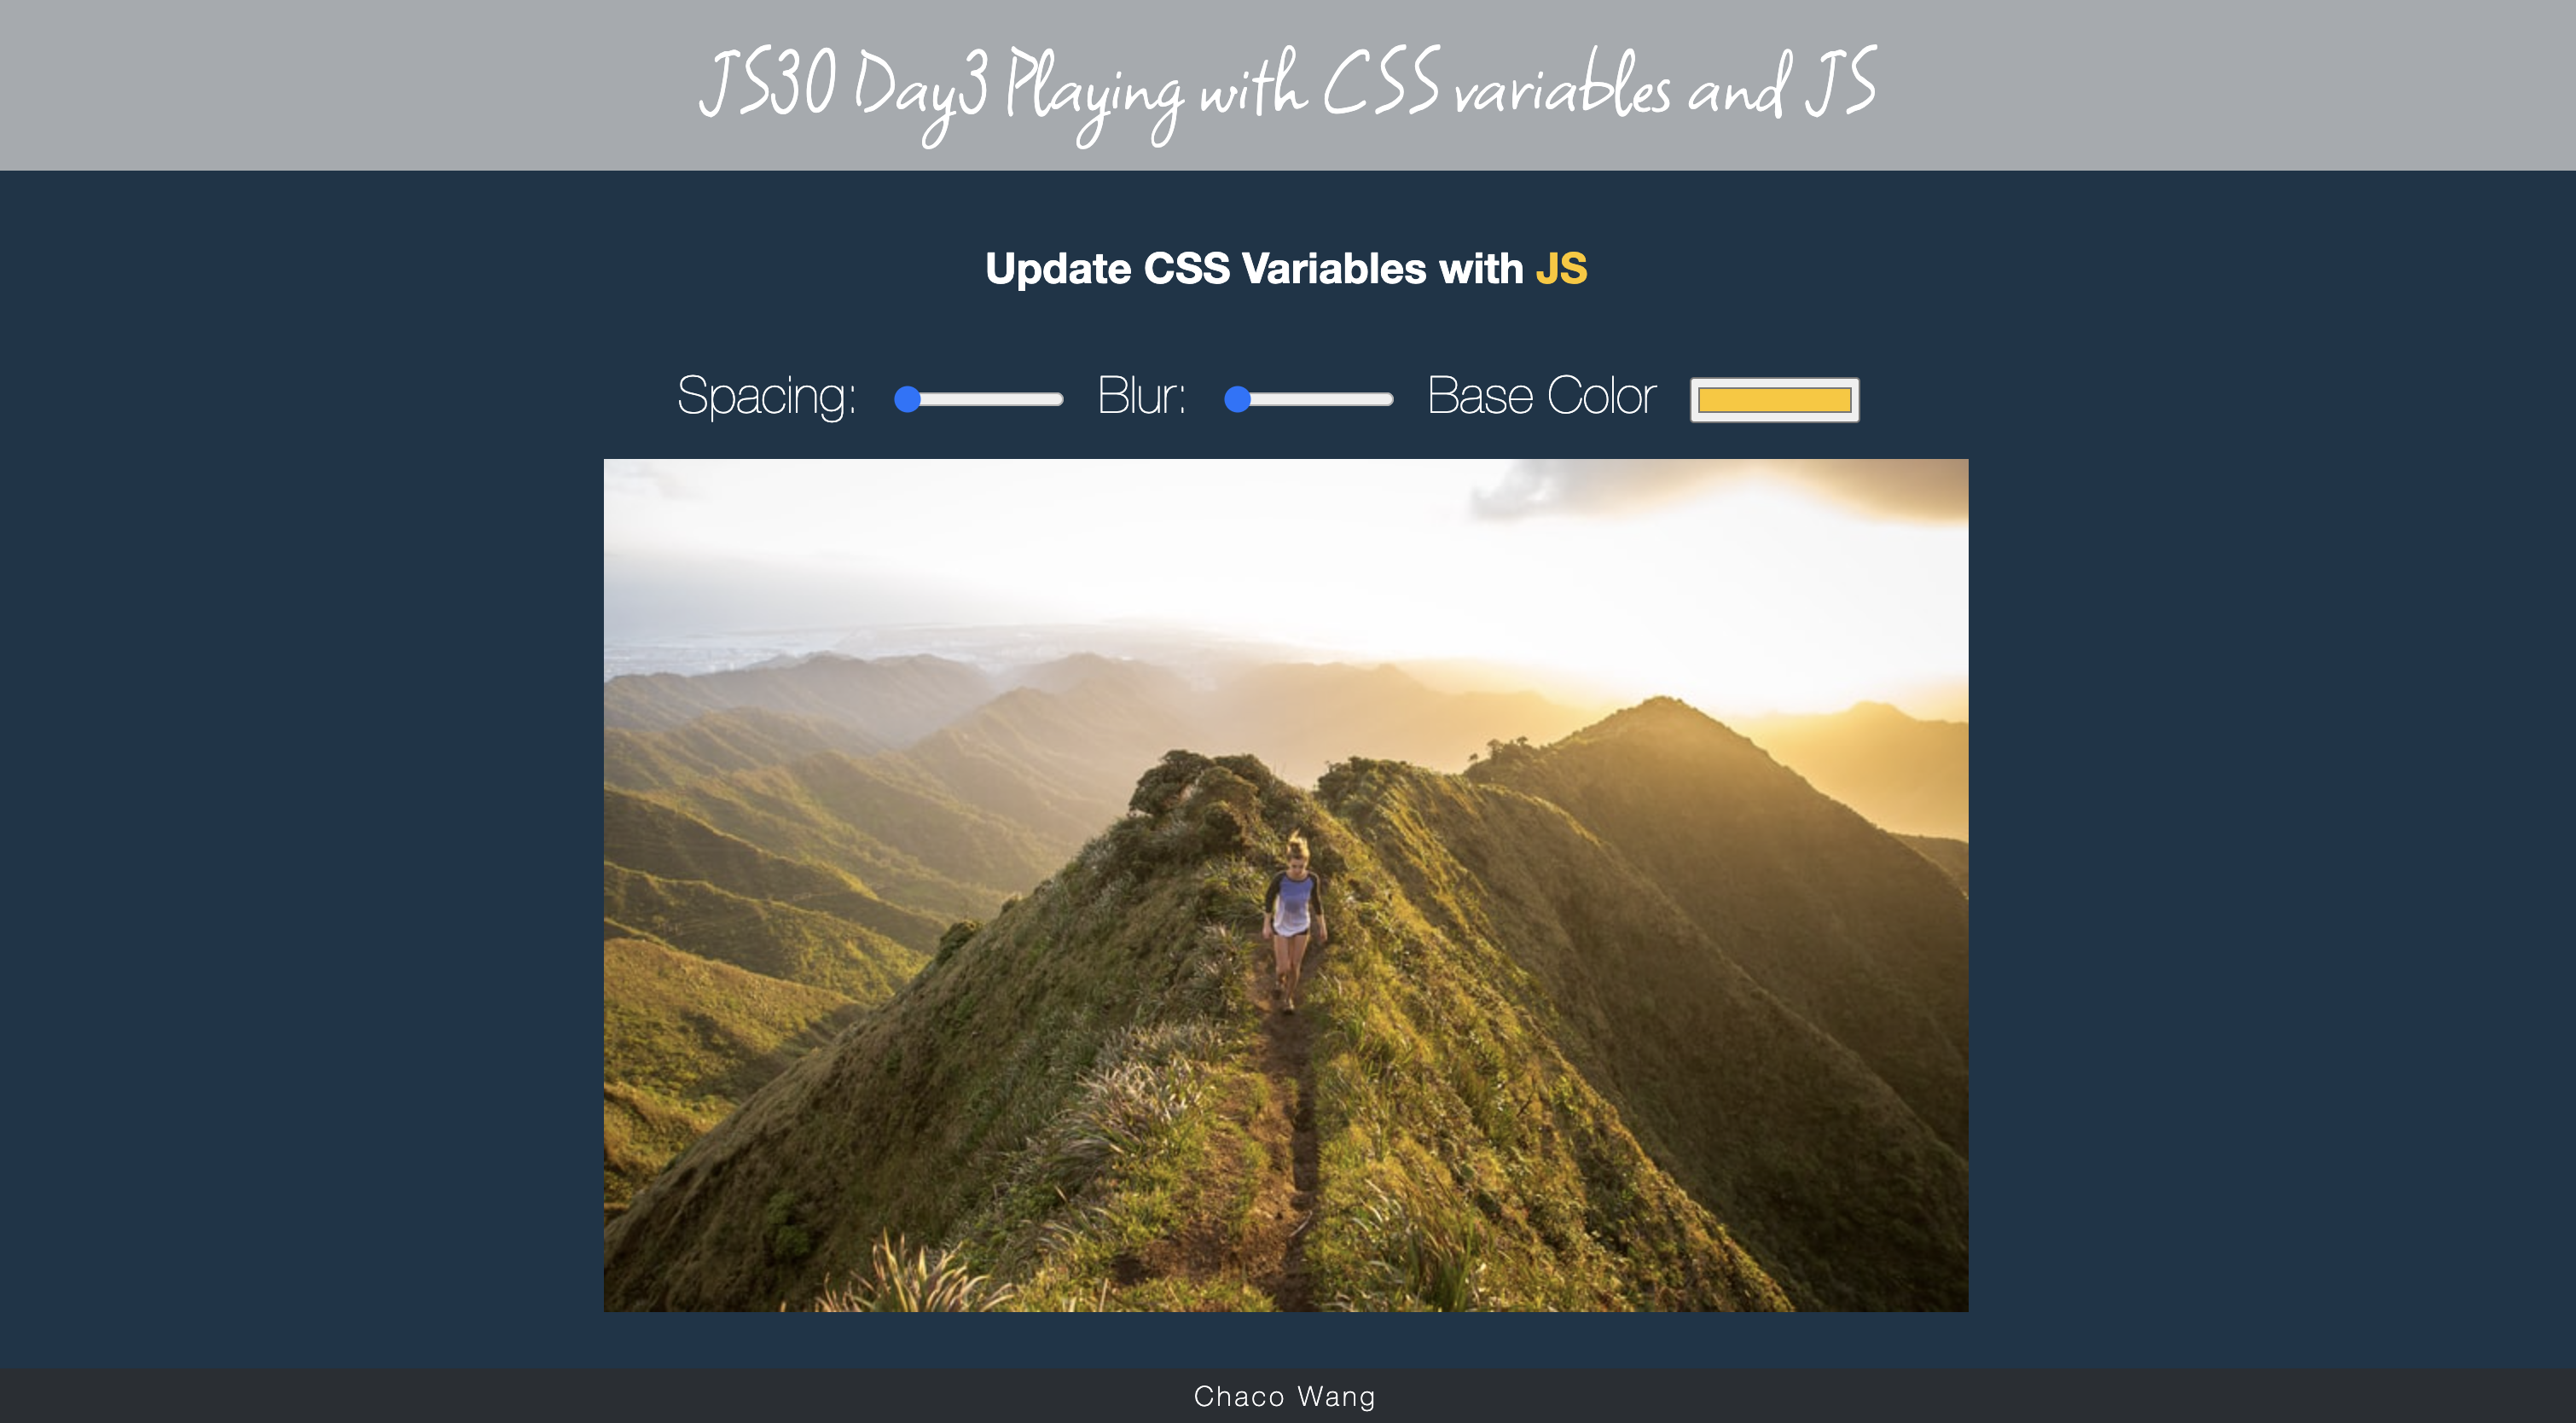 JS30 Day3 Playing with CSS variables and JS
Update CSS Variables with JS
Spacing: Blur: Base Color
Chaco Wang